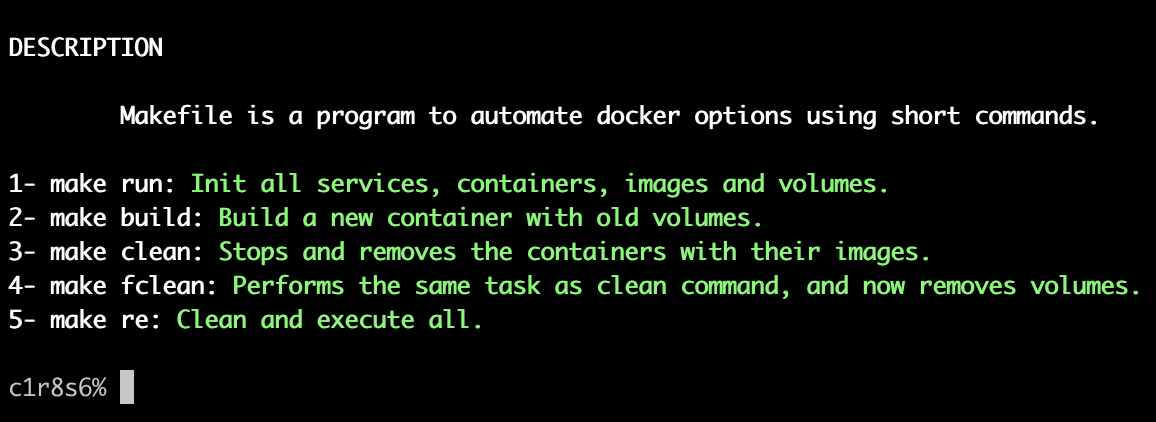 DESCRIPTION
Makefile is a program to automate docker options using short commands.
1- make run: Init all services, containers, images and volumes.
2- make build: Build a new container with old volumes.
3- make clean: Stops and removes the containers with their images.
4- make fclean: Performs the same task as clean command, and now removes volumes.
5- make re: Clean and execute all.
c1r8s6%